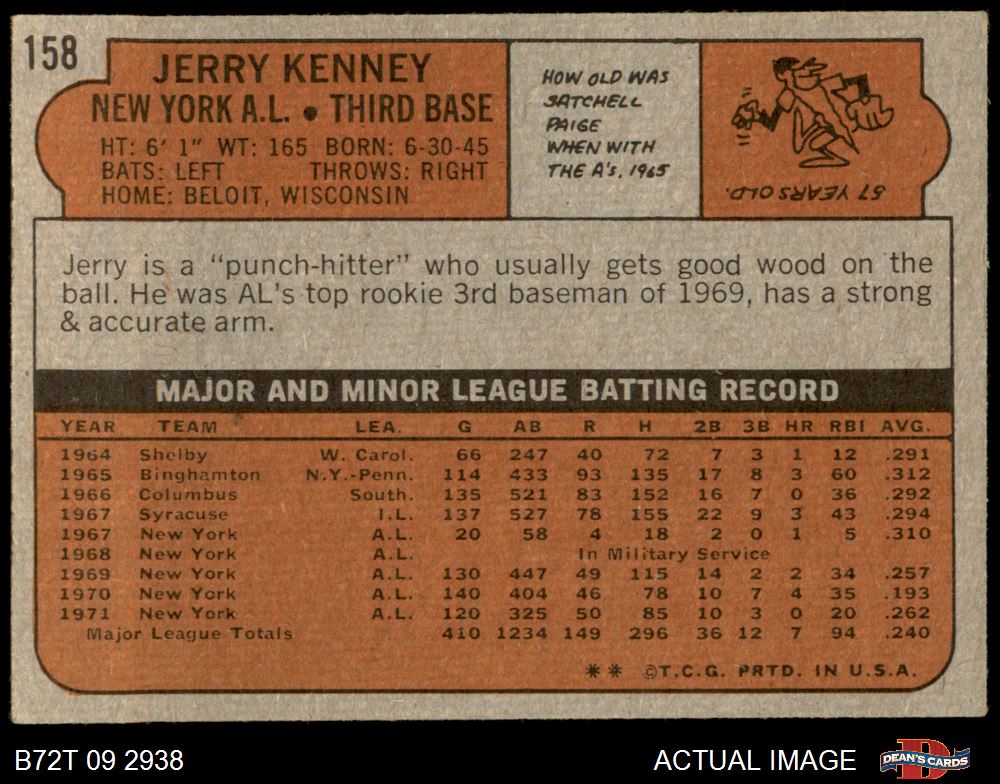 158
JERRY KENNEY
NEW YORK A.L. • THIRD BASE
HT: 6' 1" WT: 165 BORN: 6-30-45
BATS: LEFT THROWS: RIGHT
HOME: BELOIT, WISCONSIN
HOW OLD WAS
SATCHELL
PAIGE
WHEN WITH
THE A's, 1965
57 YEARS OLD.
Jerry is a "punch-hitter" who usually gets good wood on the
ball. He was AL's top rookie 3rd baseman of 1969, has a strong
& accurate arm.
MAJOR AND MINOR LEAGUE BATTING RECORD
YEAR TEAM LEA. G AB R H 2B 3B HR RBI AVG.
1964 Shelby W. Carol. 66 247 40 72 7 3 1 12 .291
1965 Binghamton N.Y.-Penn. 114 433 93 135 17 8 3 60 .312
1966 Columbus South. 135 521 83 152 16 7 0 36 .292
1967 Syracuse I.L. 137 527 78 155 22 9 3 43 .294
1967 New York A.L. 20 58 4 18 2 0 1 5 .310
1968 New York A.L. In Military Service
1969 New York A.L. 130 447 49 115 14 2 2 34 .257
1970 New York A.L. 140 404 46 78 10 7 4 35 .193
1971 New York A.L. 120 325 50 85 10 3 0 20 .262
Major League Totals 410 1234 149 296 36 12 7 94 .240
** ©T.C.G. PRTD. IN U.S.A.
B72T 09 2938
ACTUAL IMAGE
D
DEAN'S CARDS